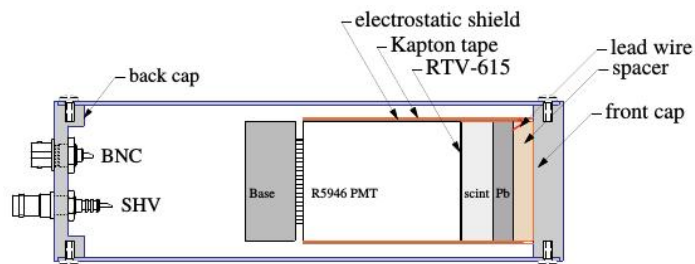 electrostatic shield
Kapton tape
lead wire
RTV-615
spacer
back cap
front cap
BNC
SHV
Base
R5946 PMT
scint
Pb